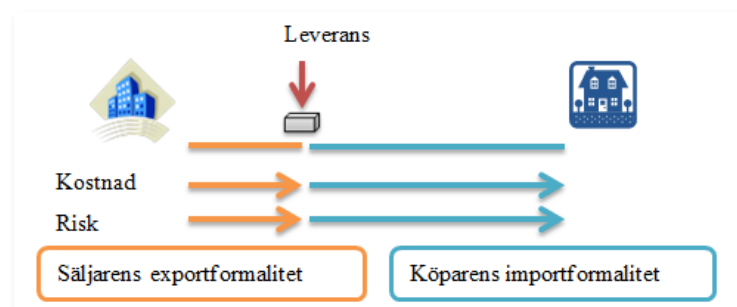 Leverans
Kostnad
Risk
Säljarens exportformalitet
Köparens importformalitet